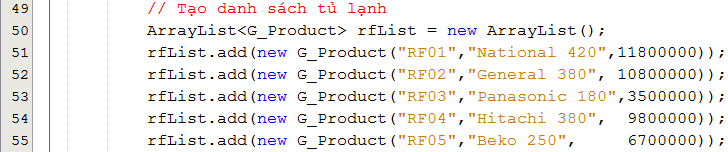 49 // Tạo danh sách tủ lạnh
50 ArrayList<G_Product> rfList = new ArrayList();
51 rfList.add(new G_Product("RF01","National 420",11800000));
52 rfList.add(new G_Product("RF02","General 380", 10800000));
53 rfList.add(new G_Product("RF03","Panasonic 180",3500000));
54 rfList.add(new G_Product("RF04","Hitachi 380",  9800000));
55 rfList.add(new G_Product("RF05","Beko 250",     6700000));